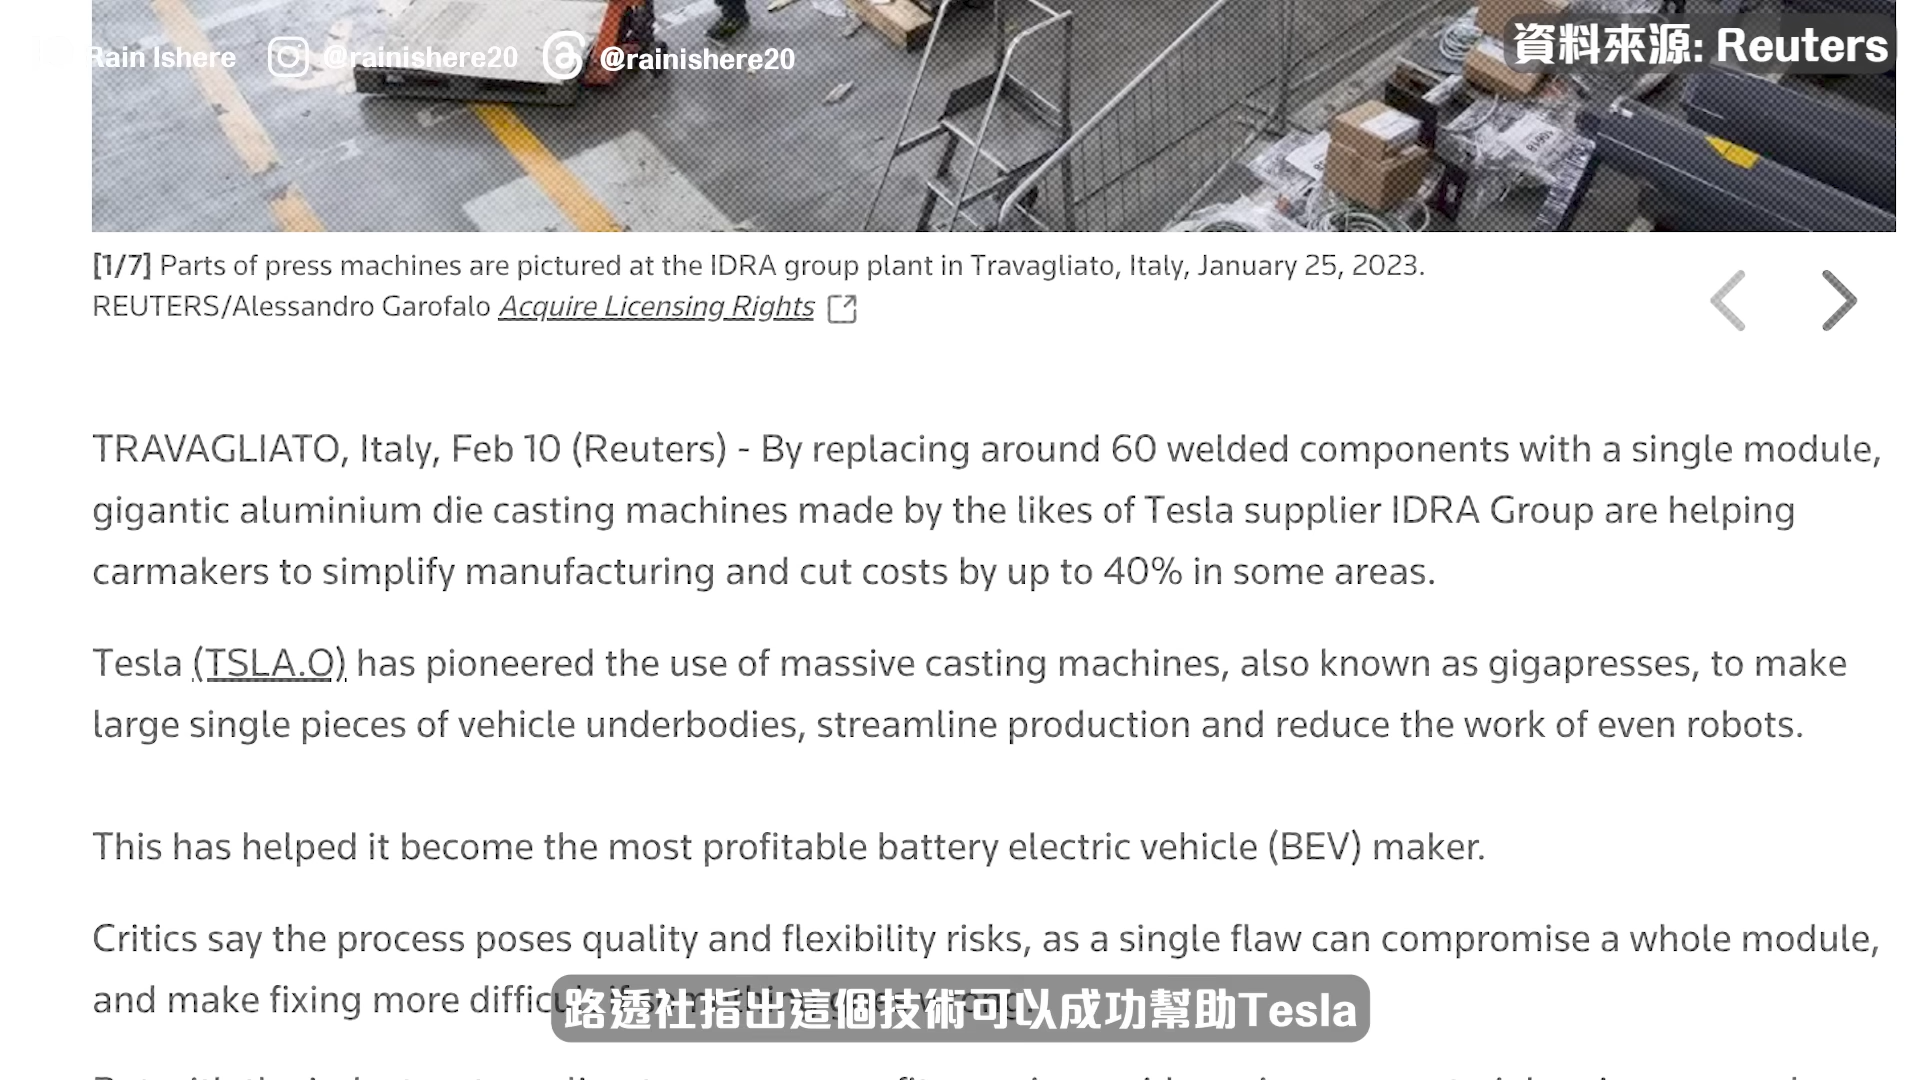 Rain Ishere @rainishere20 @rainishere20
資料來源: Reuters
[1/7] Parts of press machines are pictured at the IDRA group plant in Travagliato, Italy, January 25, 2023.
REUTERS/Alessandro Garofalo Acquire Licensing Rights
TRAVAGLIATO, Italy, Feb 10 (Reuters) - By replacing around 60 welded components with a single module,
gigantic aluminium die casting machines made by the likes of Tesla supplier IDRA Group are helping
carmakers to simplify manufacturing and cut costs by up to 40% in some areas.
Tesla (TSLA.O) has pioneered the use of massive casting machines, also known as gigapresses, to make
large single pieces of vehicle underbodies, streamline production and reduce the work of even robots.
This has helped it become the most profitable battery electric vehicle (BEV) maker.
Critics say the process poses quality and flexibility risks, as a single flaw can compromise a whole module,
and make fixing more
路透社指出這個技術可以成功幫助Tesla